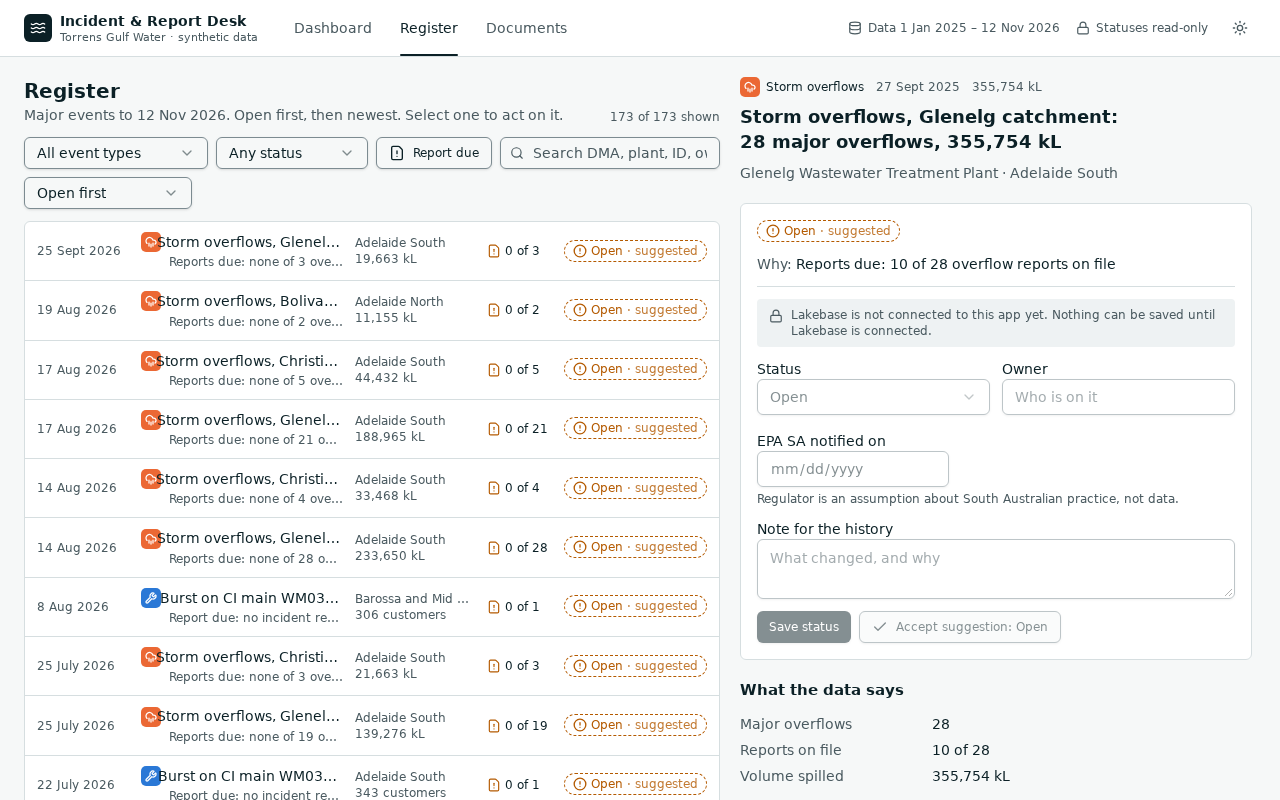 Incident & Report Desk
Torrens Gulf Water · synthetic data
Dashboard
Register
Documents
Data 1 Jan 2025 – 12 Nov 2026
Statuses read-only
Register
Major events to 12 Nov 2026. Open first, then newest. Select one to act on it.
173 of 173 shown
All event types
Any status
Report due
Search DMA, plant, ID, ov
Open first
25 Sept 2026
Storm overflows, Glenel…
Reports due: none of 3 ove…
Adelaide South
19,663 kL
0 of 3
Open · suggested
19 Aug 2026
Storm overflows, Boliva…
Reports due: none of 2 ove…
Adelaide North
11,155 kL
0 of 2
Open · suggested
17 Aug 2026
Storm overflows, Christi…
Reports due: none of 5 ove…
Adelaide South
44,432 kL
0 of 5
Open · suggested
17 Aug 2026
Storm overflows, Glenel…
Reports due: none of 21 o…
Adelaide South
188,965 kL
0 of 21
Open · suggested
14 Aug 2026
Storm overflows, Christi…
Reports due: none of 4 ove…
Adelaide South
33,468 kL
0 of 4
Open · suggested
14 Aug 2026
Storm overflows, Glenel…
Reports due: none of 28 o…
Adelaide South
233,650 kL
0 of 28
Open · suggested
8 Aug 2026
Burst on CI main WM03…
Report due: no incident re…
Barossa and Mid …
306 customers
0 of 1
Open · suggested
25 July 2026
Storm overflows, Christi…
Reports due: none of 3 ove…
Adelaide South
21,663 kL
0 of 3
Open · suggested
25 July 2026
Storm overflows, Glenel…
Reports due: none of 19 o…
Adelaide South
139,276 kL
0 of 19
Open · suggested
22 July 2026
Burst on CI main WM03…
Report due: no incident re…
Adelaide South
343 customers
0 of 1
Open · suggested
Storm overflows
27 Sept 2025
355,754 kL
Storm overflows, Glenelg catchment:
28 major overflows, 355,754 kL
Glenelg Wastewater Treatment Plant · Adelaide South
Open · suggested
Why: Reports due: 10 of 28 overflow reports on file
Lakebase is not connected to this app yet. Nothing can be saved until
Lakebase is connected.
Status
Owner
Open
Who is on it
EPA SA notified on
mm/dd/yyyy
Regulator is an assumption about South Australian practice, not data.
Note for the history
What changed, and why
Save status
Accept suggestion: Open
What the data says
Major overflows
28
Reports on file
10 of 28
Volume spilled
355,754 kL